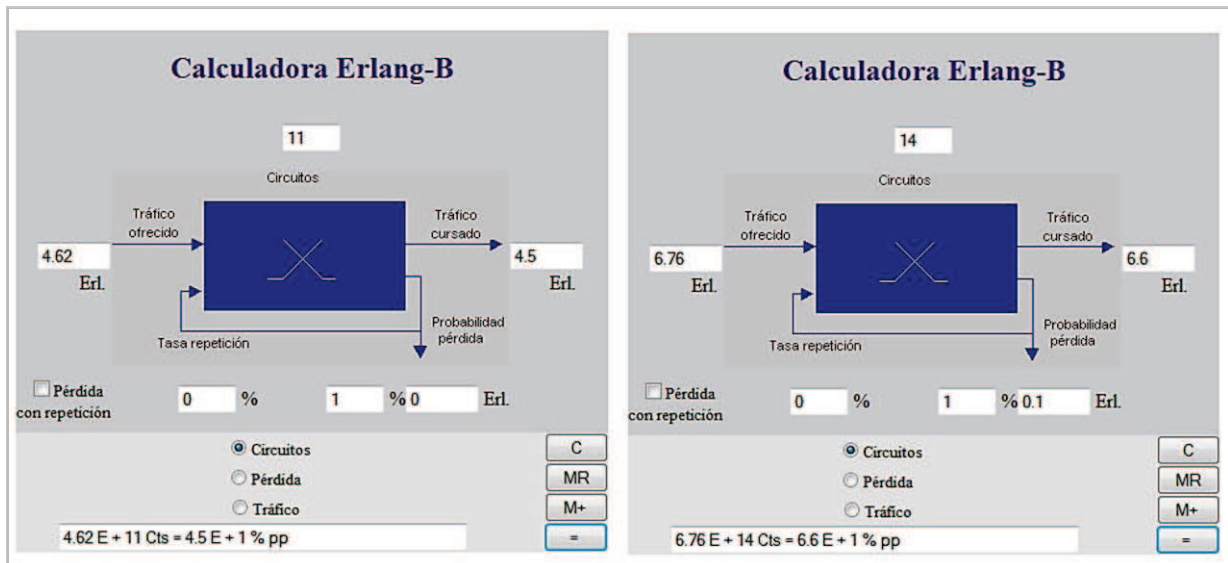 Calculadora Erlang-B
11
Circuitos
Tráfico
ofrecido
Tráfico
cursado
4.62
4.5
Erl.
Erl.
Probabilidad
pérdida
Tasa repetición
Pérdida
con repetición
0 % 1 % 0 Erl.
Circuitos
C
Pérdida
MR
Tráfico
M+
4.62 E + 11 Cts = 4.5 E + 1 % pp
=
Calculadora Erlang-B
14
Circuitos
Tráfico
ofrecido
Tráfico
cursado
6.76
6.6
Erl.
Erl.
Probabilidad
pérdida
Tasa repetición
Pérdida
con repetición
0 % 1 % 0.1 Erl.
Circuitos
C
Pérdida
MR
Tráfico
M+
6.76 E + 14 Cts = 6.6 E + 1 % pp
=